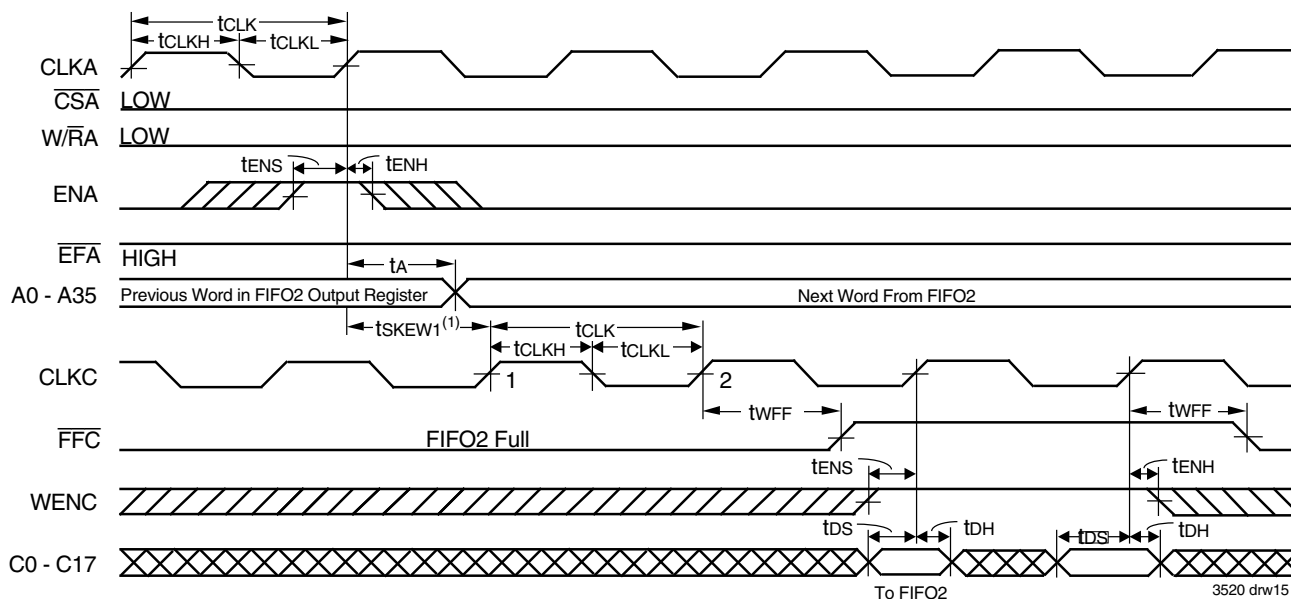 tCLK
tCLKH tCLKL
CLKA
CSA LOW
W/RA LOW
tENS tENH
ENA
EFA HIGH
tA
A0 - A35 Previous Word in FIFO2 Output Register Next Word From FIFO2
tSKEW1(1) tCLK
tCLKH tCLKL
CLKC 1 2
tWFF tWFF
FFC FIFO2 Full
tENS tENH
WENC
tDS tDH tDS tDH
C0 - C17
To FIFO2 3520 drw15